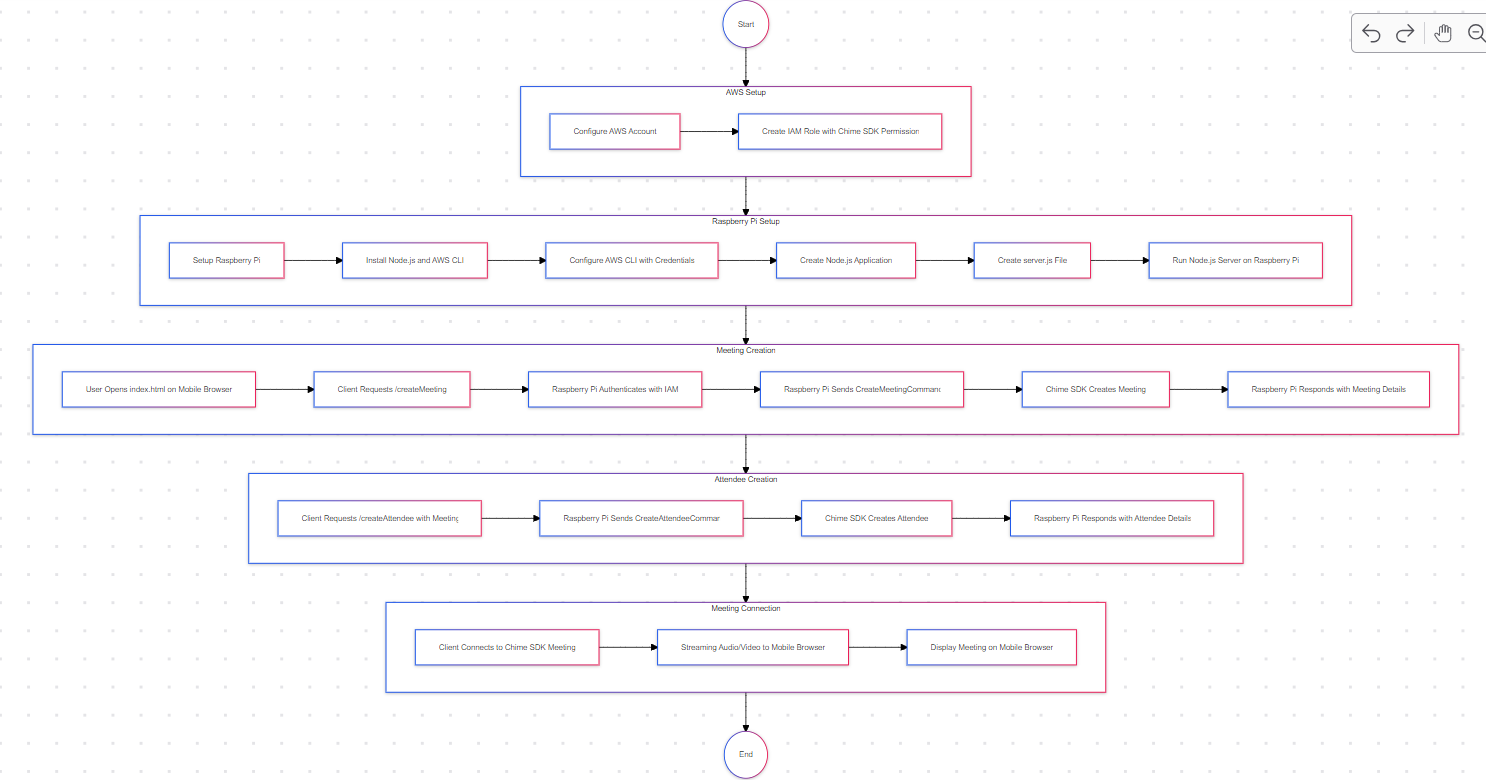 Start
AWS Setup
Configure AWS Account
Create IAM Role with Chime SDK Permission
Raspberry Pi Setup
Setup Raspberry Pi
Install Node.js and AWS CLI
Configure AWS CLI with Credentials
Create Node.js Application
Create server.js File
Run Node.js Server on Raspberry Pi
Meeting Creation
User Opens index.html on Mobile Browser
Client Requests /createMeeting
Raspberry Pi Authenticates with IAM
Raspberry Pi Sends CreateMeetingComman
Chime SDK Creates Meeting
Raspberry Pi Responds with Meeting Details
Attendee Creation
Client Requests /createAttendee with Meeting
Raspberry Pi Sends CreateAttendeeCommar
Chime SDK Creates Attendee
Raspberry Pi Responds with Attendee Details
Meeting Connection
Client Connects to Chime SDK Meeting
Streaming Audio/Video to Mobile Browser
Display Meeting on Mobile Browser
End